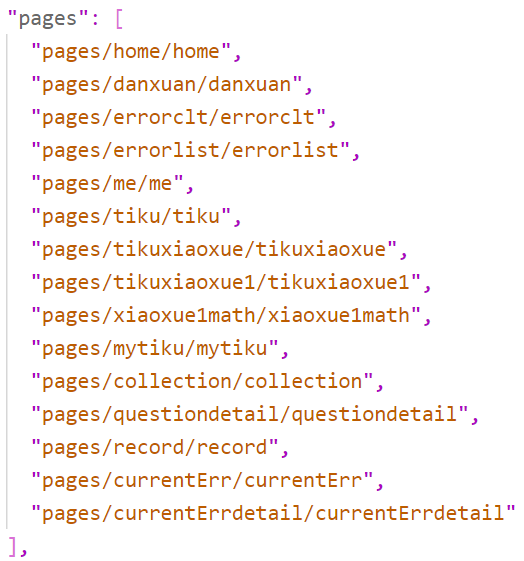 "pages": [
"pages/home/home",
"pages/danxuan/danxuan",
"pages/errorclt/errorclt",
"pages/errorlist/errorlist",
"pages/me/me",
"pages/tiku/tiku",
"pages/tikuxiaoxue/tikuxiaoxue",
"pages/tikuxiaoxue1/tikuxiaoxue1",
"pages/xiaoxue1math/xiaoxue1math",
"pages/mytiku/mytiku",
"pages/collection/collection",
"pages/questiondetail/questiondetail",
"pages/record/record",
"pages/currentErr/currentErr",
"pages/currentErrdetail/currentErrdetail"
],